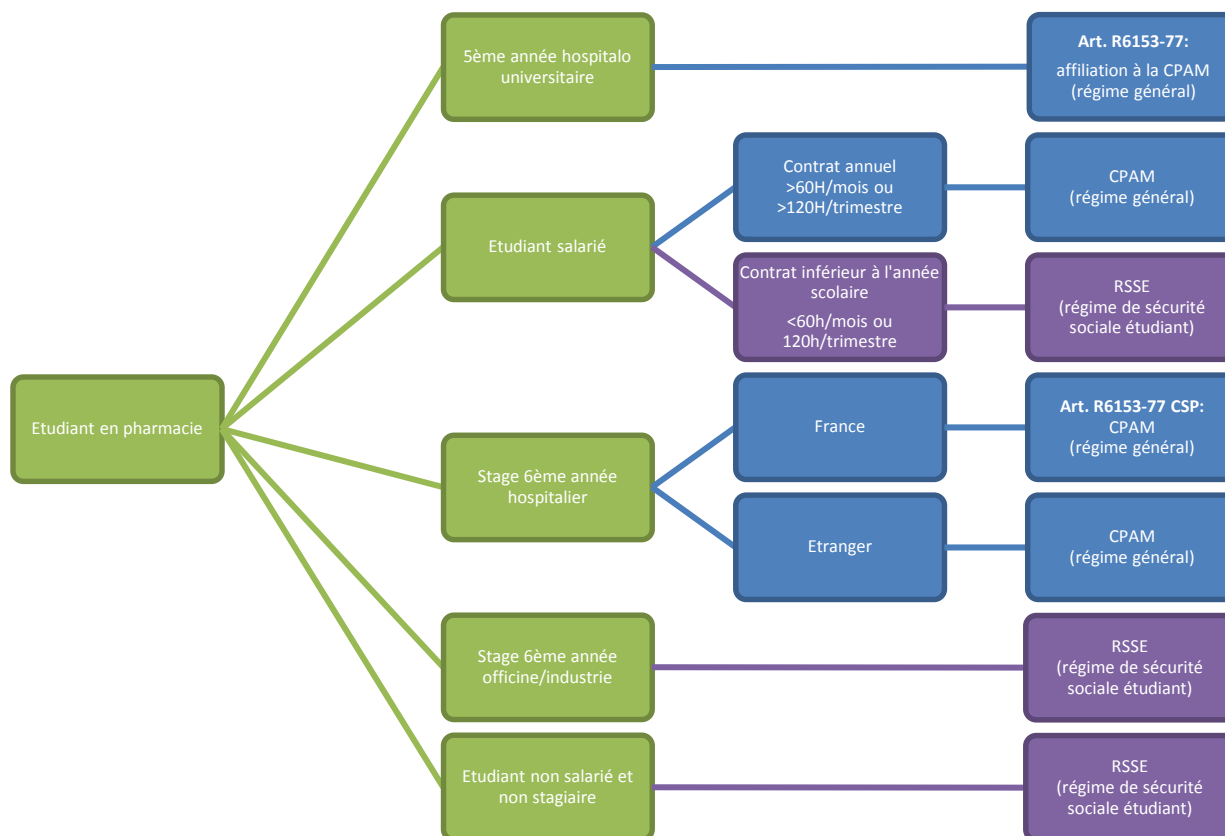 Etudiant en pharmacie
5ème année hospitalo
universitaire
Art. R6153-77:
affiliation à la CPAM
(régime général)
Etudiant salarié
Contrat annuel
>60H/mois ou
>120H/trimestre
CPAM
(régime général)
Contrat inférieur à l'année
scolaire
<60h/mois ou
120h/trimestre
RSSE
(régime de sécurité
sociale étudiant)
Stage 6ème année
hospitalier
France
Art. R6153-77 CSP:
CPAM
(régime général)
Etranger
CPAM
(régime général)
Stage 6ème année
officine/industrie
RSSE
(régime de sécurité
sociale étudiant)
Etudiant non salarié et
non stagiaire
RSSE
(régime de sécurité
sociale étudiant)